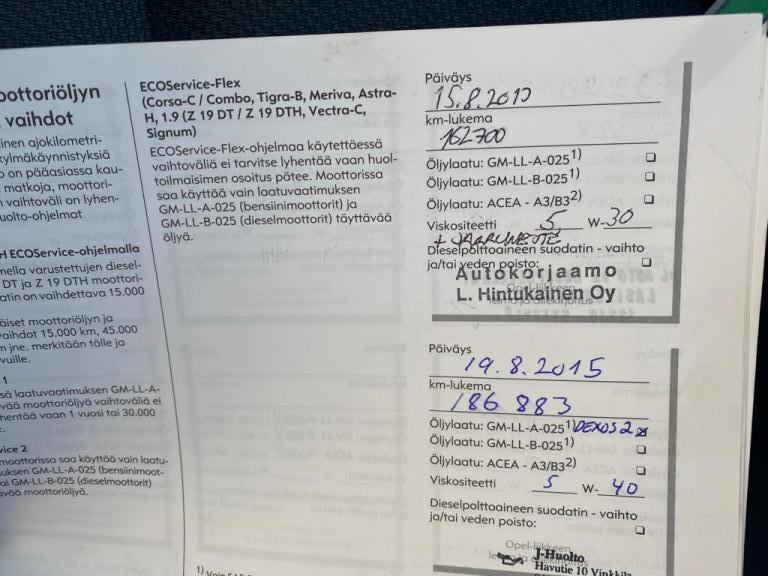 oottoriöljyn
vaihdot
inen ajokilometri-
kylmäkäynnistyksiä
o on pääasiassa kau-
matkoja, moottori-
n vaihtoväli on lyhen-
uolto-ohjelmat
H ECOService-ohjelmalla
mella varustettujen diesel-
DT ja Z 19 DTH moottori-
atin on vaihdettava 15.000
äiset moottoriöljyn ja
vaihdot 15.000 km, 45.000
m jne. merkitään tälle ja
vuille.
1
sä laatuvaatimuksen GM-LL-A-
vää moottoriöljyä vaihtoväliä ei
hentää vaan 1 vuosi tai 30.000
vice 2
moottorissa saa käyttää vain laatu-
uksen GM-LL-A-025 (bensiinimoot-
ai GM-LL-B-025 (dieselmoottorit)
ävää moottoriöljyä.
ECOService-Flex
(Corsa-C / Combo, Tigra-B, Meriva, Astra-
H, 1.9 (Z 19 DT / Z 19 DTH, Vectra-C,
Signum)
ECOService-Flex-ohjelmaa käytettäessä
vaihtoväliä ei tarvitse lyhentää vaan huol-
toilmaisimen osoitus pätee. Moottorissa
saa käyttää vain laatuvaatimuksen
GM-LL-A-025 (bensiinimoottorit) ja
GM-LL-B-025 (dieselmoottorit) täyttävää
öljyä.
1)
Päiväys
15.8.
km-lukema
162700
Öljylaatu: GM-LL-A-025 1)
Öljylaatu: GM-LL-B-025 1)
Öljylaatu: ACEA - A3/B3 2)
Viskositeetti 5 W-30
+ JARRUNESTE
Dieselpolttoaineen suodatin - vaihto
ja/tai veden poisto:
Autokorjaamo
L. Hintukainen Oy
Päiväys
19.8.2015
km-lukema
186 883
Öljylaatu: GM-LL-A-025 1) DEXOS 2
Öljylaatu: GM-LL-B-025 1)
Öljylaatu: ACEA - A3/B3 2)
Viskositeetti 5 W- 40
Dieselpolttoaineen suodatin - vaihto
ja/tai veden poisto:
Opel-liikkeen
J-Huolto
Havutie 10 Vinkkilä